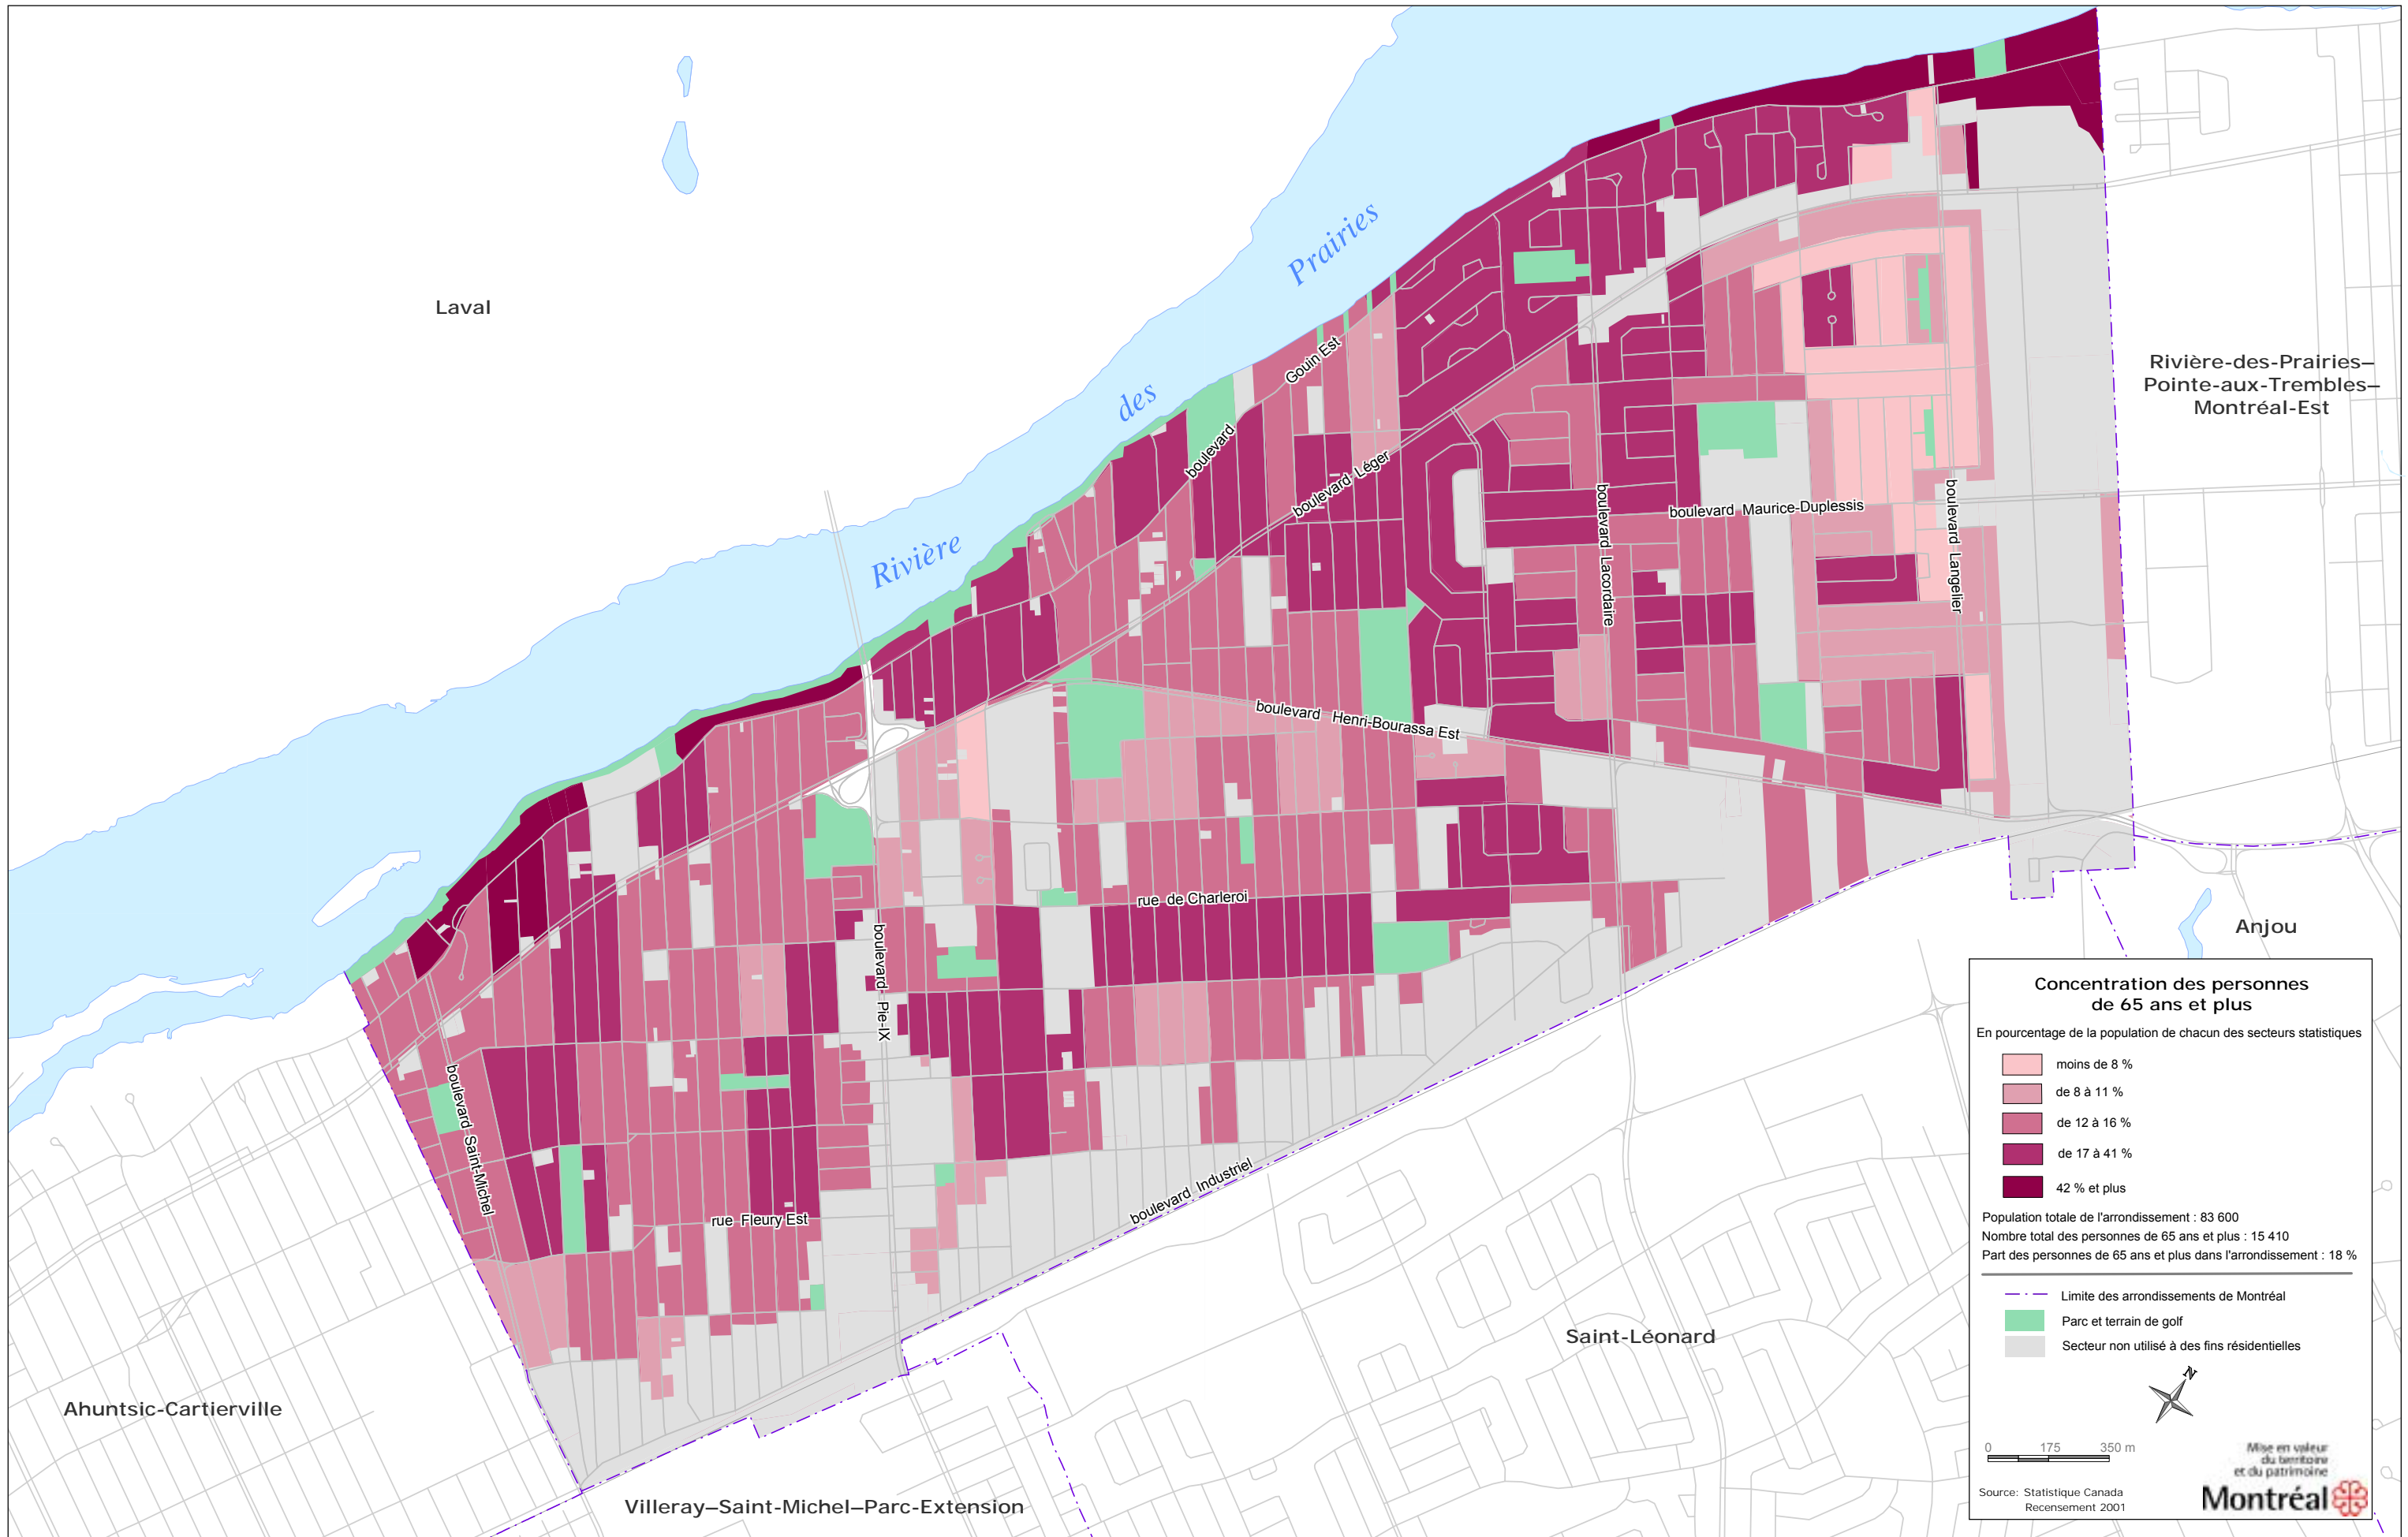 Laval
Rivière des Prairies
boulevard Gouin Est
boulevard Léger
boulevard Maurice-Duplessis
boulevard Lacordaire
boulevard Langelier
Rivière-des-Prairies–
Pointe-aux-Trembles–
Montréal-Est
boulevard Henri-Bourassa Est
rue de Charleroi
boulevard Pie-IX
boulevard Saint-Michel
rue Fleury Est
boulevard Industriel
Anjou
Saint-Léonard
Ahuntsic-Cartierville
Villeray–Saint-Michel–Parc-Extension
Concentration des personnes
de 65 ans et plus
En pourcentage de la population de chacun des secteurs statistiques
moins de 8 %
de 8 à 11 %
de 12 à 16 %
de 17 à 41 %
42 % et plus
Population totale de l'arrondissement : 83 600
Nombre total des personnes de 65 ans et plus : 15 410
Part des personnes de 65 ans et plus dans l'arrondissement : 18 %
Limite des arrondissements de Montréal
Parc et terrain de golf
Secteur non utilisé à des fins résidentielles
N
0 175 350 m
Mise en valeur
du territoire
et du patrimoine
Montréal
Source: Statistique Canada
Recensement 2001